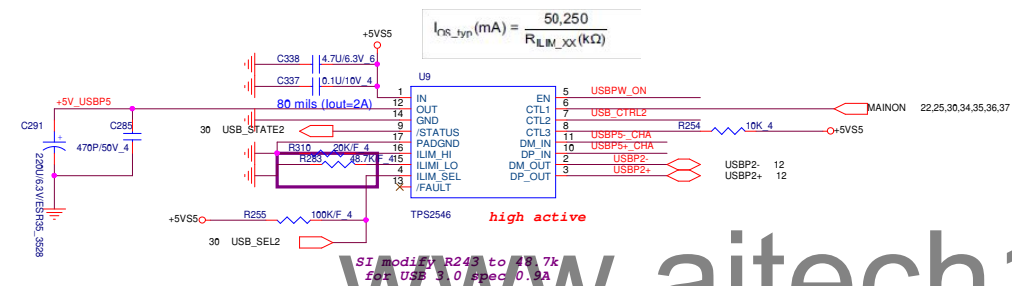 I_OS_typ(mA) = 50,250 / R_ILIM_XX(kΩ)
+5VS5
C338 4.7U/6.3V_6
C337 0.1U/10V_4
80 mils (Iout=2A)
+5V_USBP5
C291
C285
470P/50V_4
220U/6.3V/ESR35_3528
30 USB_STATE2
R310 20K/F_4
R283 48.7K/F_4
+5VS5
R255 100K/F_4
30 USB_SEL2
U9
1 IN
12 OUT
14 GND
9 /STATUS
17 PADGND
16 ILIM_HI
15 ILIMI_LO
4 ILIM_SEL
13 /FAULT
EN 5 USBPW_ON
CTL1 6
CTL2 7 USB_CTRL2
CTL3 8
DM_IN 11 USBP5-_CHA
DP_IN 10 USBP5+_CHA
DM_OUT 2 USBP2-
DP_OUT 3 USBP2+
TPS2546
high active
MAINON 22,25,30,34,35,36,37
R254 10K_4
+5VS5
USBP2- 12
USBP2+ 12
SI modify R243 to 48.7k
for USB 3.0 spec 0.9A